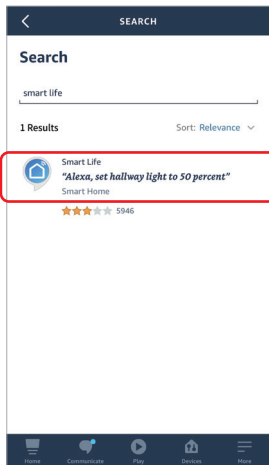 SEARCH
Search
smart life
1 Results Sort: Relevance
Smart Life
"Alexa, set hallway light to 50 percent"
Smart Home
5946
Home Communicate Play Devices More